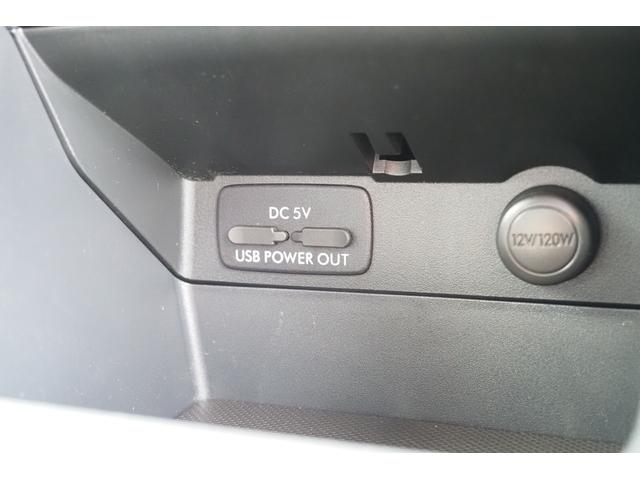 DC 5V
USB POWER OUT
12V/120W